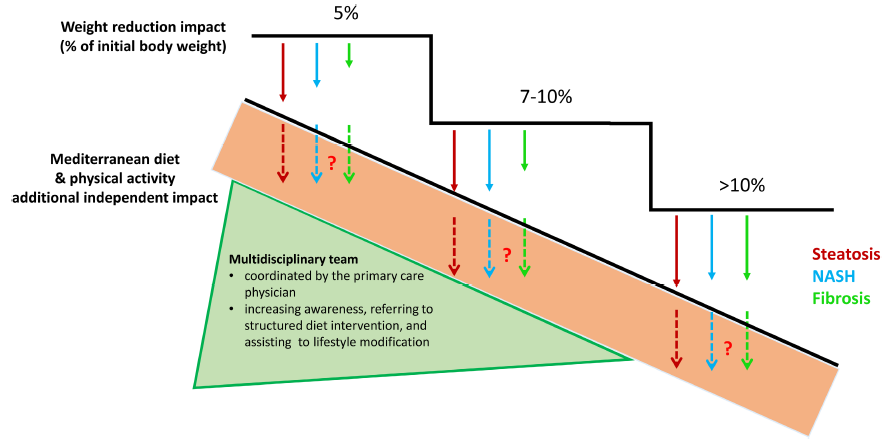 Weight reduction impact
(% of initial body weight)
5%
7-10%
>10%
Mediterranean diet
& physical activity
additional independent impact
?
?
?
Multidisciplinary team
• coordinated by the primary care
physician
• increasing awareness, referring to
structured diet intervention, and
assisting to lifestyle modification
Steatosis
NASH
Fibrosis